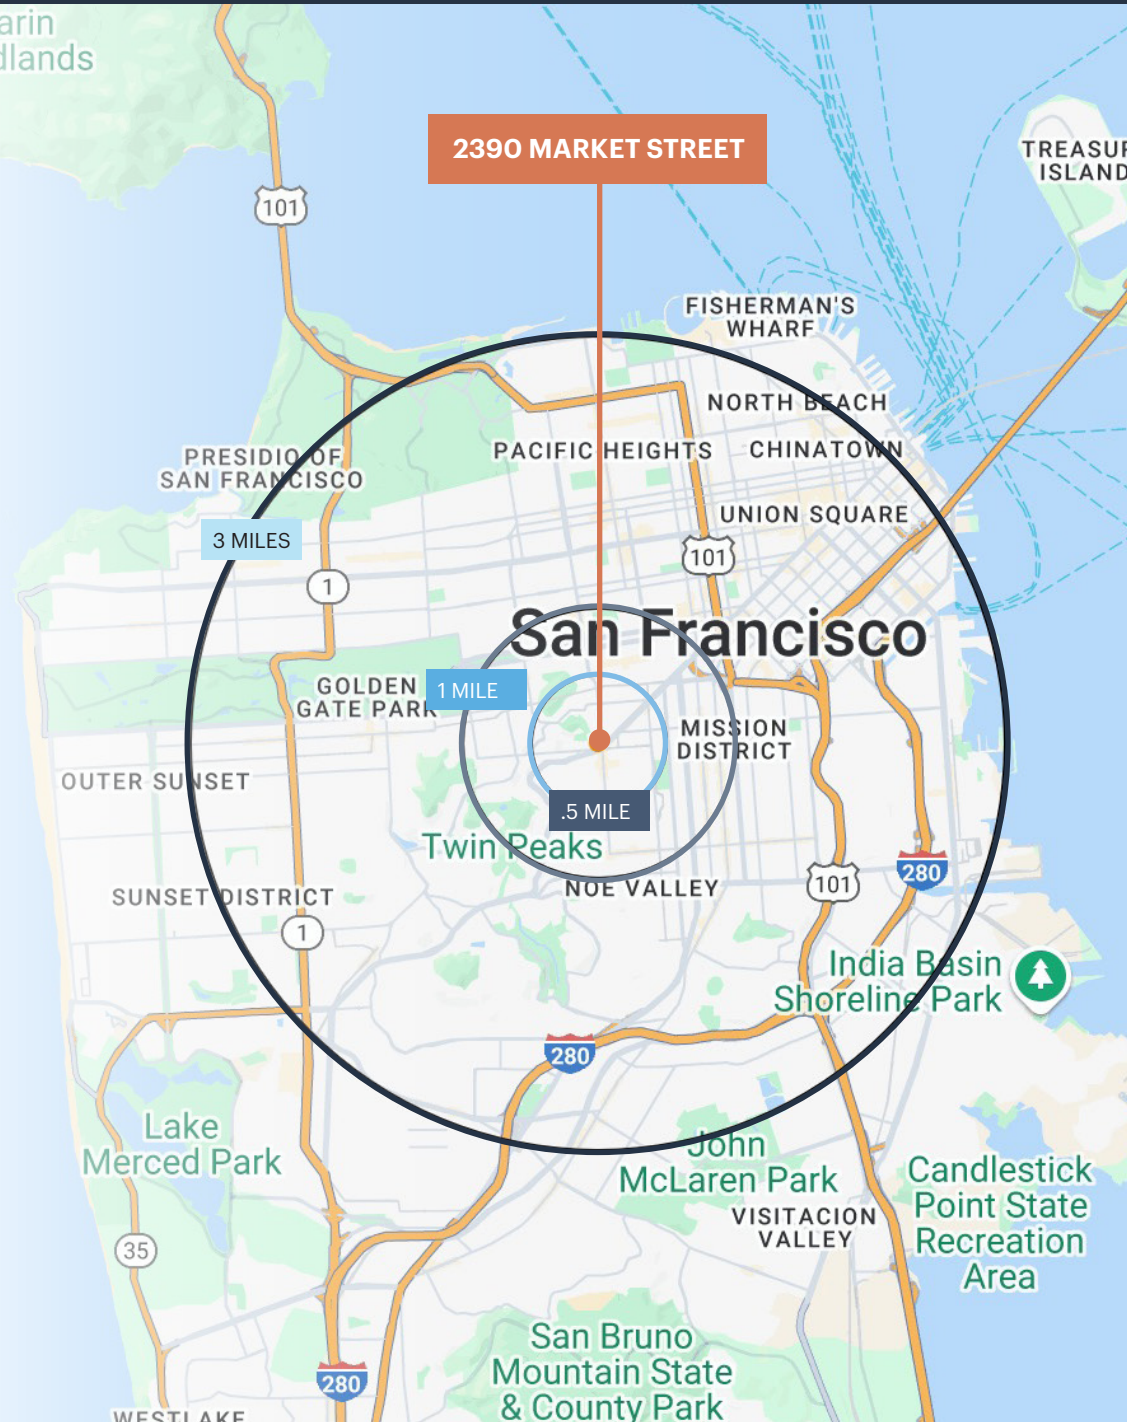 arin
dlands
2390 MARKET STREET
TREASUR
ISLAND
101
FISHERMAN'S
WHARF
NORTH BEACH
PACIFIC HEIGHTS
CHINATOWN
PRESIDIO OF
SAN FRANCISCO
UNION SQUARE
3 MILES
101
1
San Francisco
GOLDEN
GATE PARK
1 MILE
MISSION
DISTRICT
OUTER SUNSET
.5 MILE
Twin Peaks
280
NOE VALLEY
101
SUNSET DISTRICT
1
India Basin
Shoreline Park
280
Lake
Merced Park
John
McLaren Park
Candlestick
Point State
Recreation
Area
VISITACION
VALLEY
35
San Bruno
Mountain State
& County Park
280
WESTLAKE